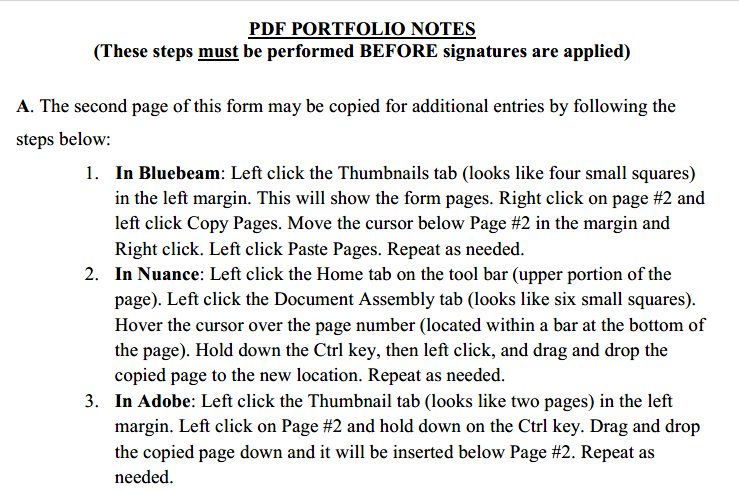 PDF PORTFOLIO NOTES
(These steps must be performed BEFORE signatures are applied)
A. The second page of this form may be copied for additional entries by following the
steps below:
1. In Bluebeam: Left click the Thumbnails tab (looks like four small squares)
in the left margin. This will show the form pages. Right click on page #2 and
left click Copy Pages. Move the cursor below Page #2 in the margin and
Right click. Left click Paste Pages. Repeat as needed.
2. In Nuance: Left click the Home tab on the tool bar (upper portion of the
page). Left click the Document Assembly tab (looks like six small squares).
Hover the cursor over the page number (located within a bar at the bottom of
the page). Hold down the Ctrl key, then left click, and drag and drop the
copied page to the new location. Repeat as needed.
3. In Adobe: Left click the Thumbnail tab (looks like two pages) in the left
margin. Left click on Page #2 and hold down on the Ctrl key. Drag and drop
the copied page down and it will be inserted below Page #2. Repeat as
needed.